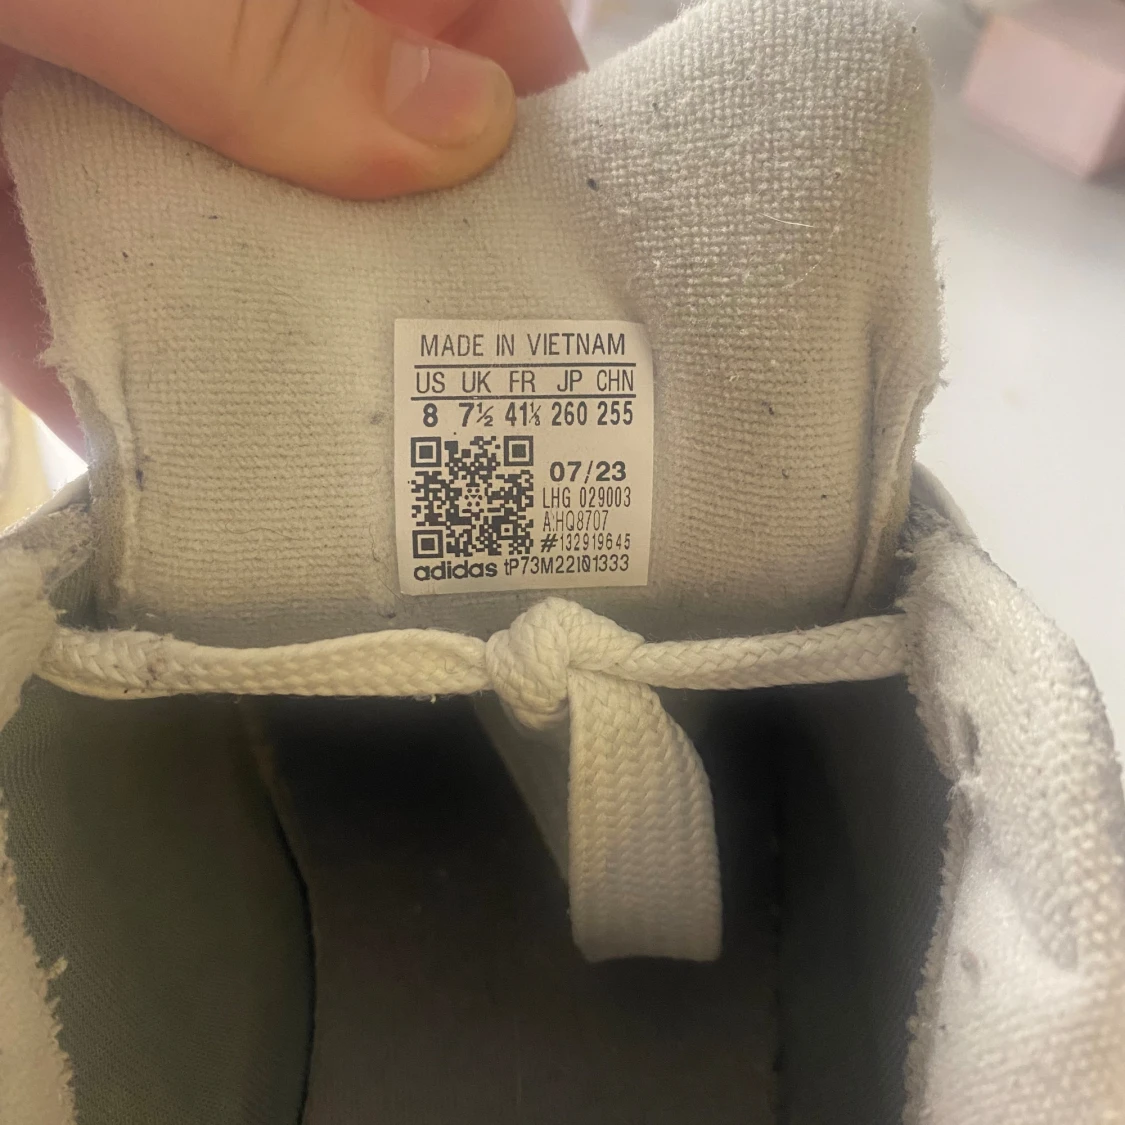 MADE IN VIETNAM
US UK FR JP CHN
8 7½ 41⅓ 260 255
07/23
LHG 029003
A:HQ8707
#132919645
adidas tP73M22I01333